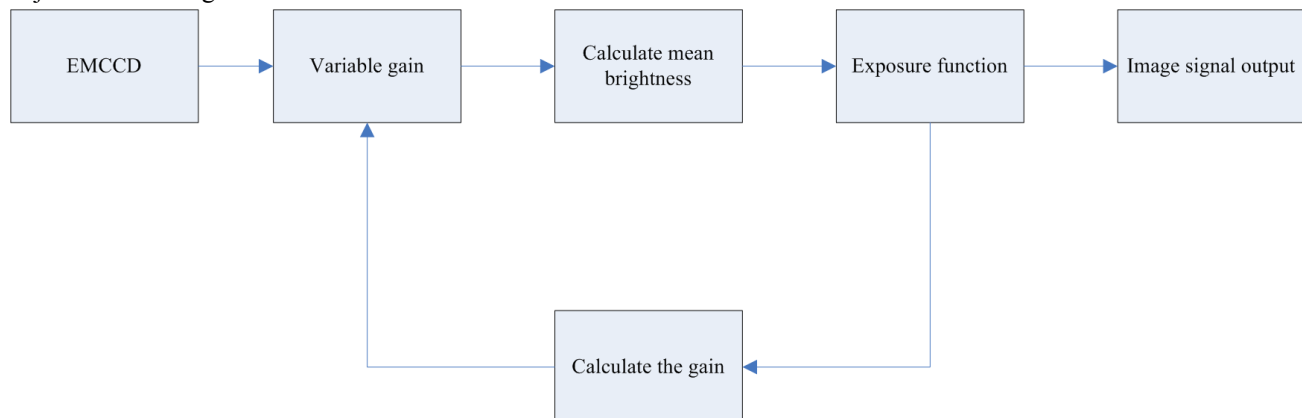 EMCCD
Variable gain
Calculate mean
brightness
Exposure function
Image signal output
Calculate the gain